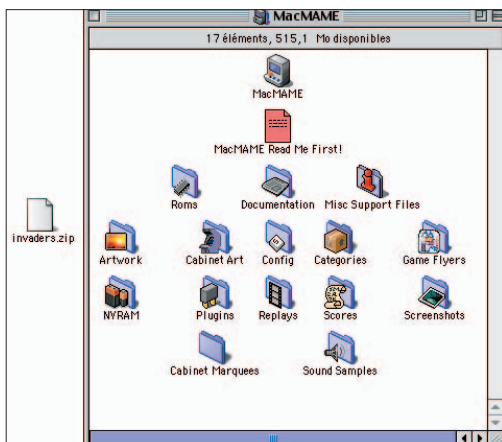 MacMAME
17 éléments, 515,1 Mo disponibles
MacMAME
MacMAME Read Me First!
Roms Documentation Misc Support Files
invaders.zip
Artwork Cabinet Art Config Categories Game Flyers
NVRAM Plugins Replays Scores Screenshots
Cabinet Marquees Sound Samples